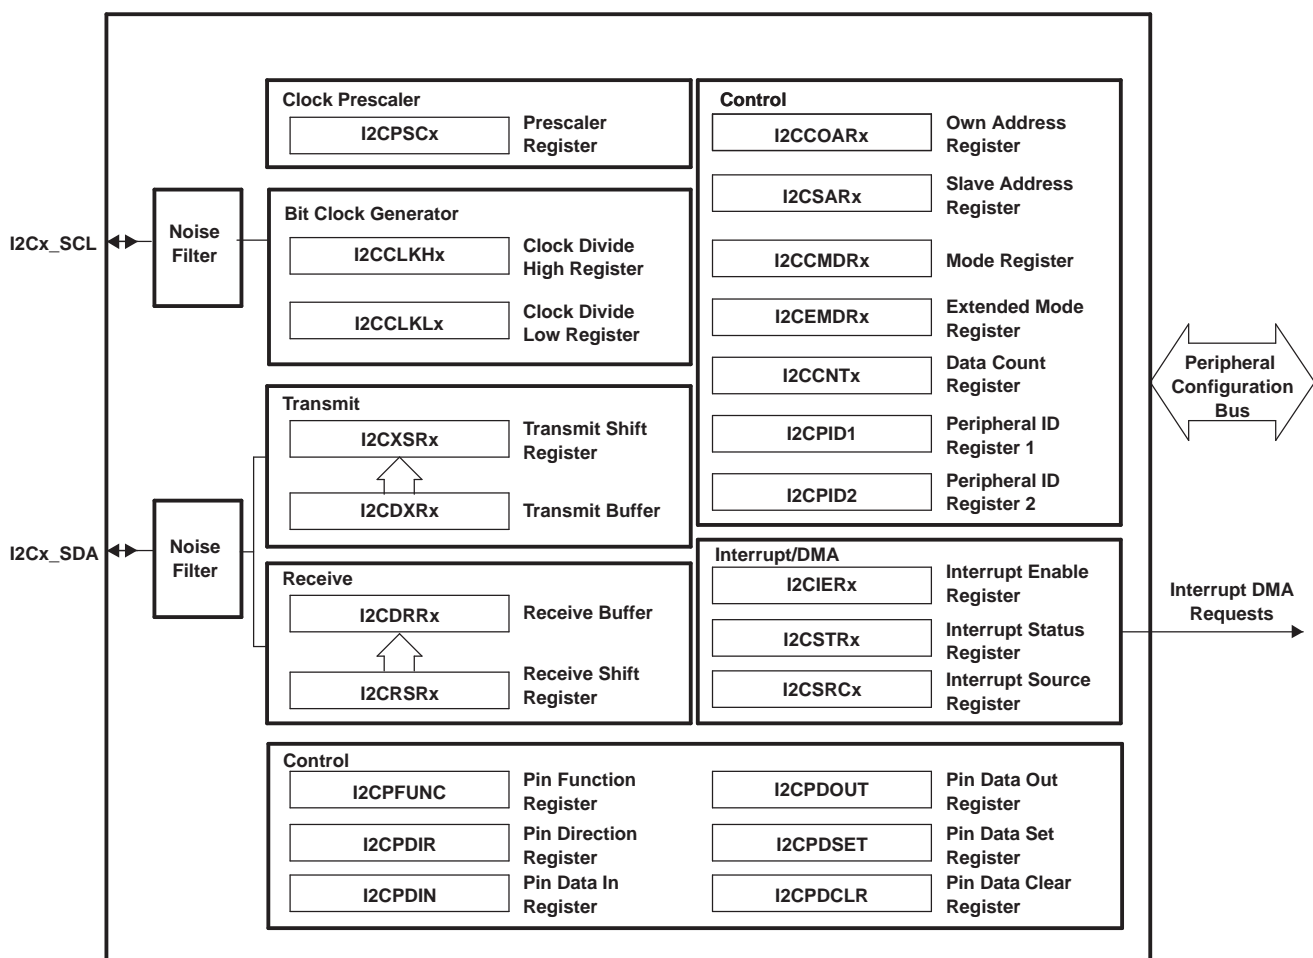 Clock Prescaler
I2CPSCx
Prescaler
Register
I2Cx_SCL
Noise
Filter
Bit Clock Generator
I2CCLKHx
Clock Divide
High Register
I2CCLKLx
Clock Divide
Low Register
Transmit
I2CXSRx
Transmit Shift
Register
I2CDXRx
Transmit Buffer
I2Cx_SDA
Noise
Filter
Receive
I2CDRRx
Receive Buffer
I2CRSRx
Receive Shift
Register
Control
I2CCOARx
Own Address
Register
I2CSARx
Slave Address
Register
I2CCMDRx
Mode Register
I2CEMDRx
Extended Mode
Register
I2CCNTx
Data Count
Register
I2CPID1
Peripheral ID
Register 1
I2CPID2
Peripheral ID
Register 2
Peripheral
Configuration
Bus
Interrupt/DMA
I2CIERx
Interrupt Enable
Register
I2CSTRx
Interrupt Status
Register
I2CSRCx
Interrupt Source
Register
Interrupt DMA
Requests
Control
I2CPFUNC
Pin Function
Register
I2CPDIR
Pin Direction
Register
I2CPDIN
Pin Data In
Register
I2CPDOUT
Pin Data Out
Register
I2CPDSET
Pin Data Set
Register
I2CPDCLR
Pin Data Clear
Register